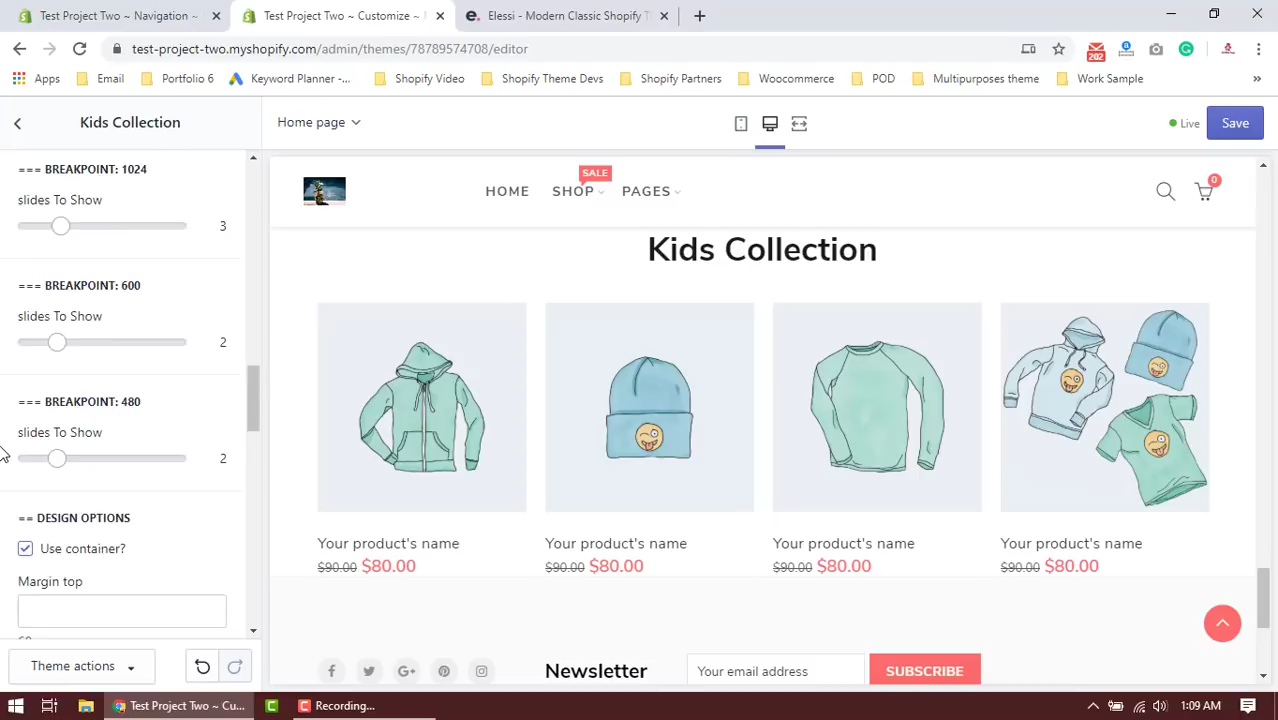 Test Project Two ~ Navigation ~
Test Project Two ~ Customize ~
Elessi - Modern Classic Shopify T
test-project-two.myshopify.com/admin/themes/78789574708/editor
202
Apps
Email
Portfolio 6
Keyword Planner -...
Shopify Video
Shopify Theme Devs
Shopify Partners
Woocommerce
POD
Multipurposes theme
Work Sample
Kids Collection
Home page
Live
Save
=== BREAKPOINT: 1024
slides To Show
3
=== BREAKPOINT: 600
slides To Show
2
=== BREAKPOINT: 480
slides To Show
2
== DESIGN OPTIONS
Use container?
Margin top
Theme actions
SALE
HOME
SHOP
PAGES
0
Kids Collection
Your product's name
$90.00 $80.00
Your product's name
$90.00 $80.00
Your product's name
$90.00 $80.00
Your product's name
$90.00 $80.00
Newsletter
Your email address
SUBSCRIBE
Test Project Two ~ Cu...
Recording...
1:09 AM